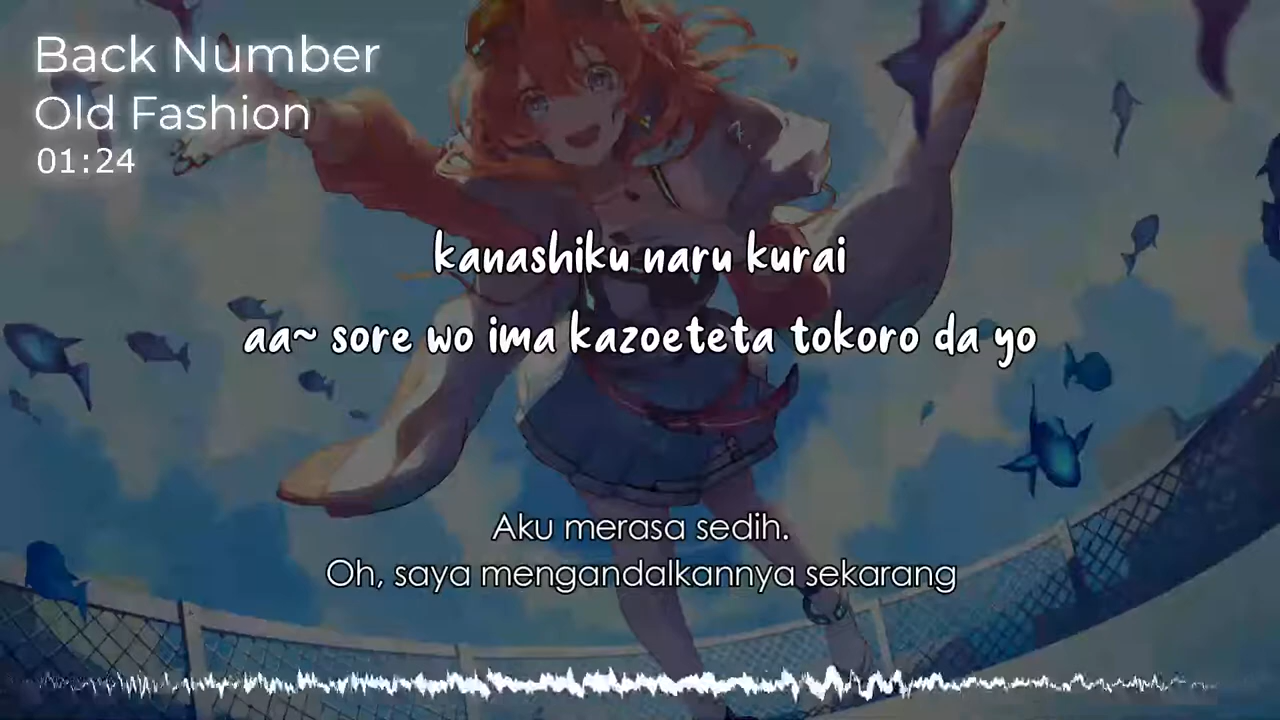 Back Number
Old Fashion
01:24
kanashiku naru kurai
aa~ sore wo ima kazoeteta tokoro da yo
Aku merasa sedih.
Oh, saya mengandalkannya sekarang